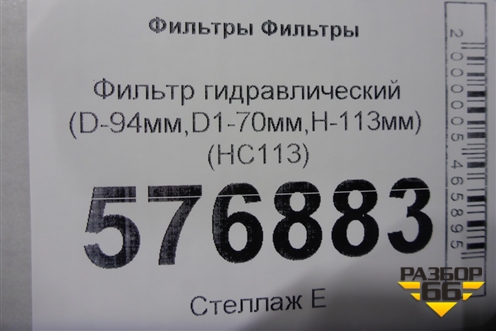 Фильтры Фильтры
Фильтр гидравлический
(D-94мм,D1-70мм,H-113мм)
(HC113)
576883
Стеллаж Е
2000005465895
РАЗБОР
66